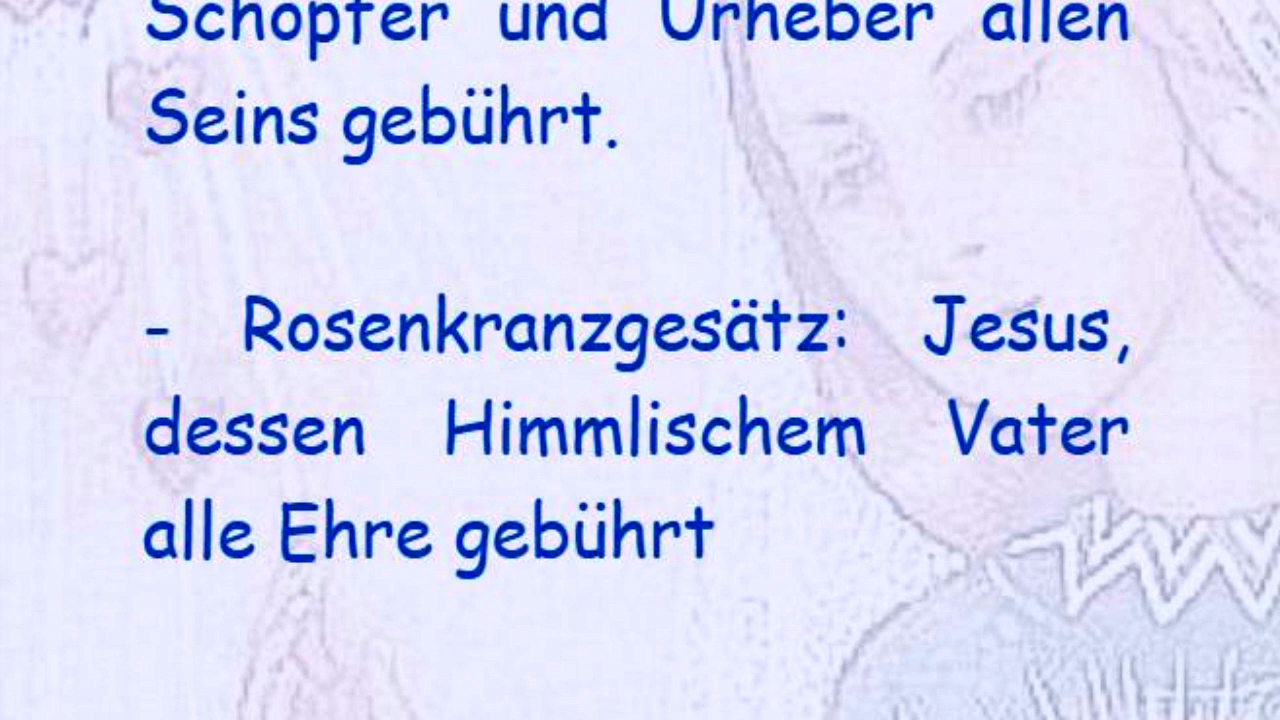 Schöpfer und Urheber allen
Seins gebührt.
- Rosenkranzgesätz: Jesus,
dessen Himmlischem Vater
alle Ehre gebührt